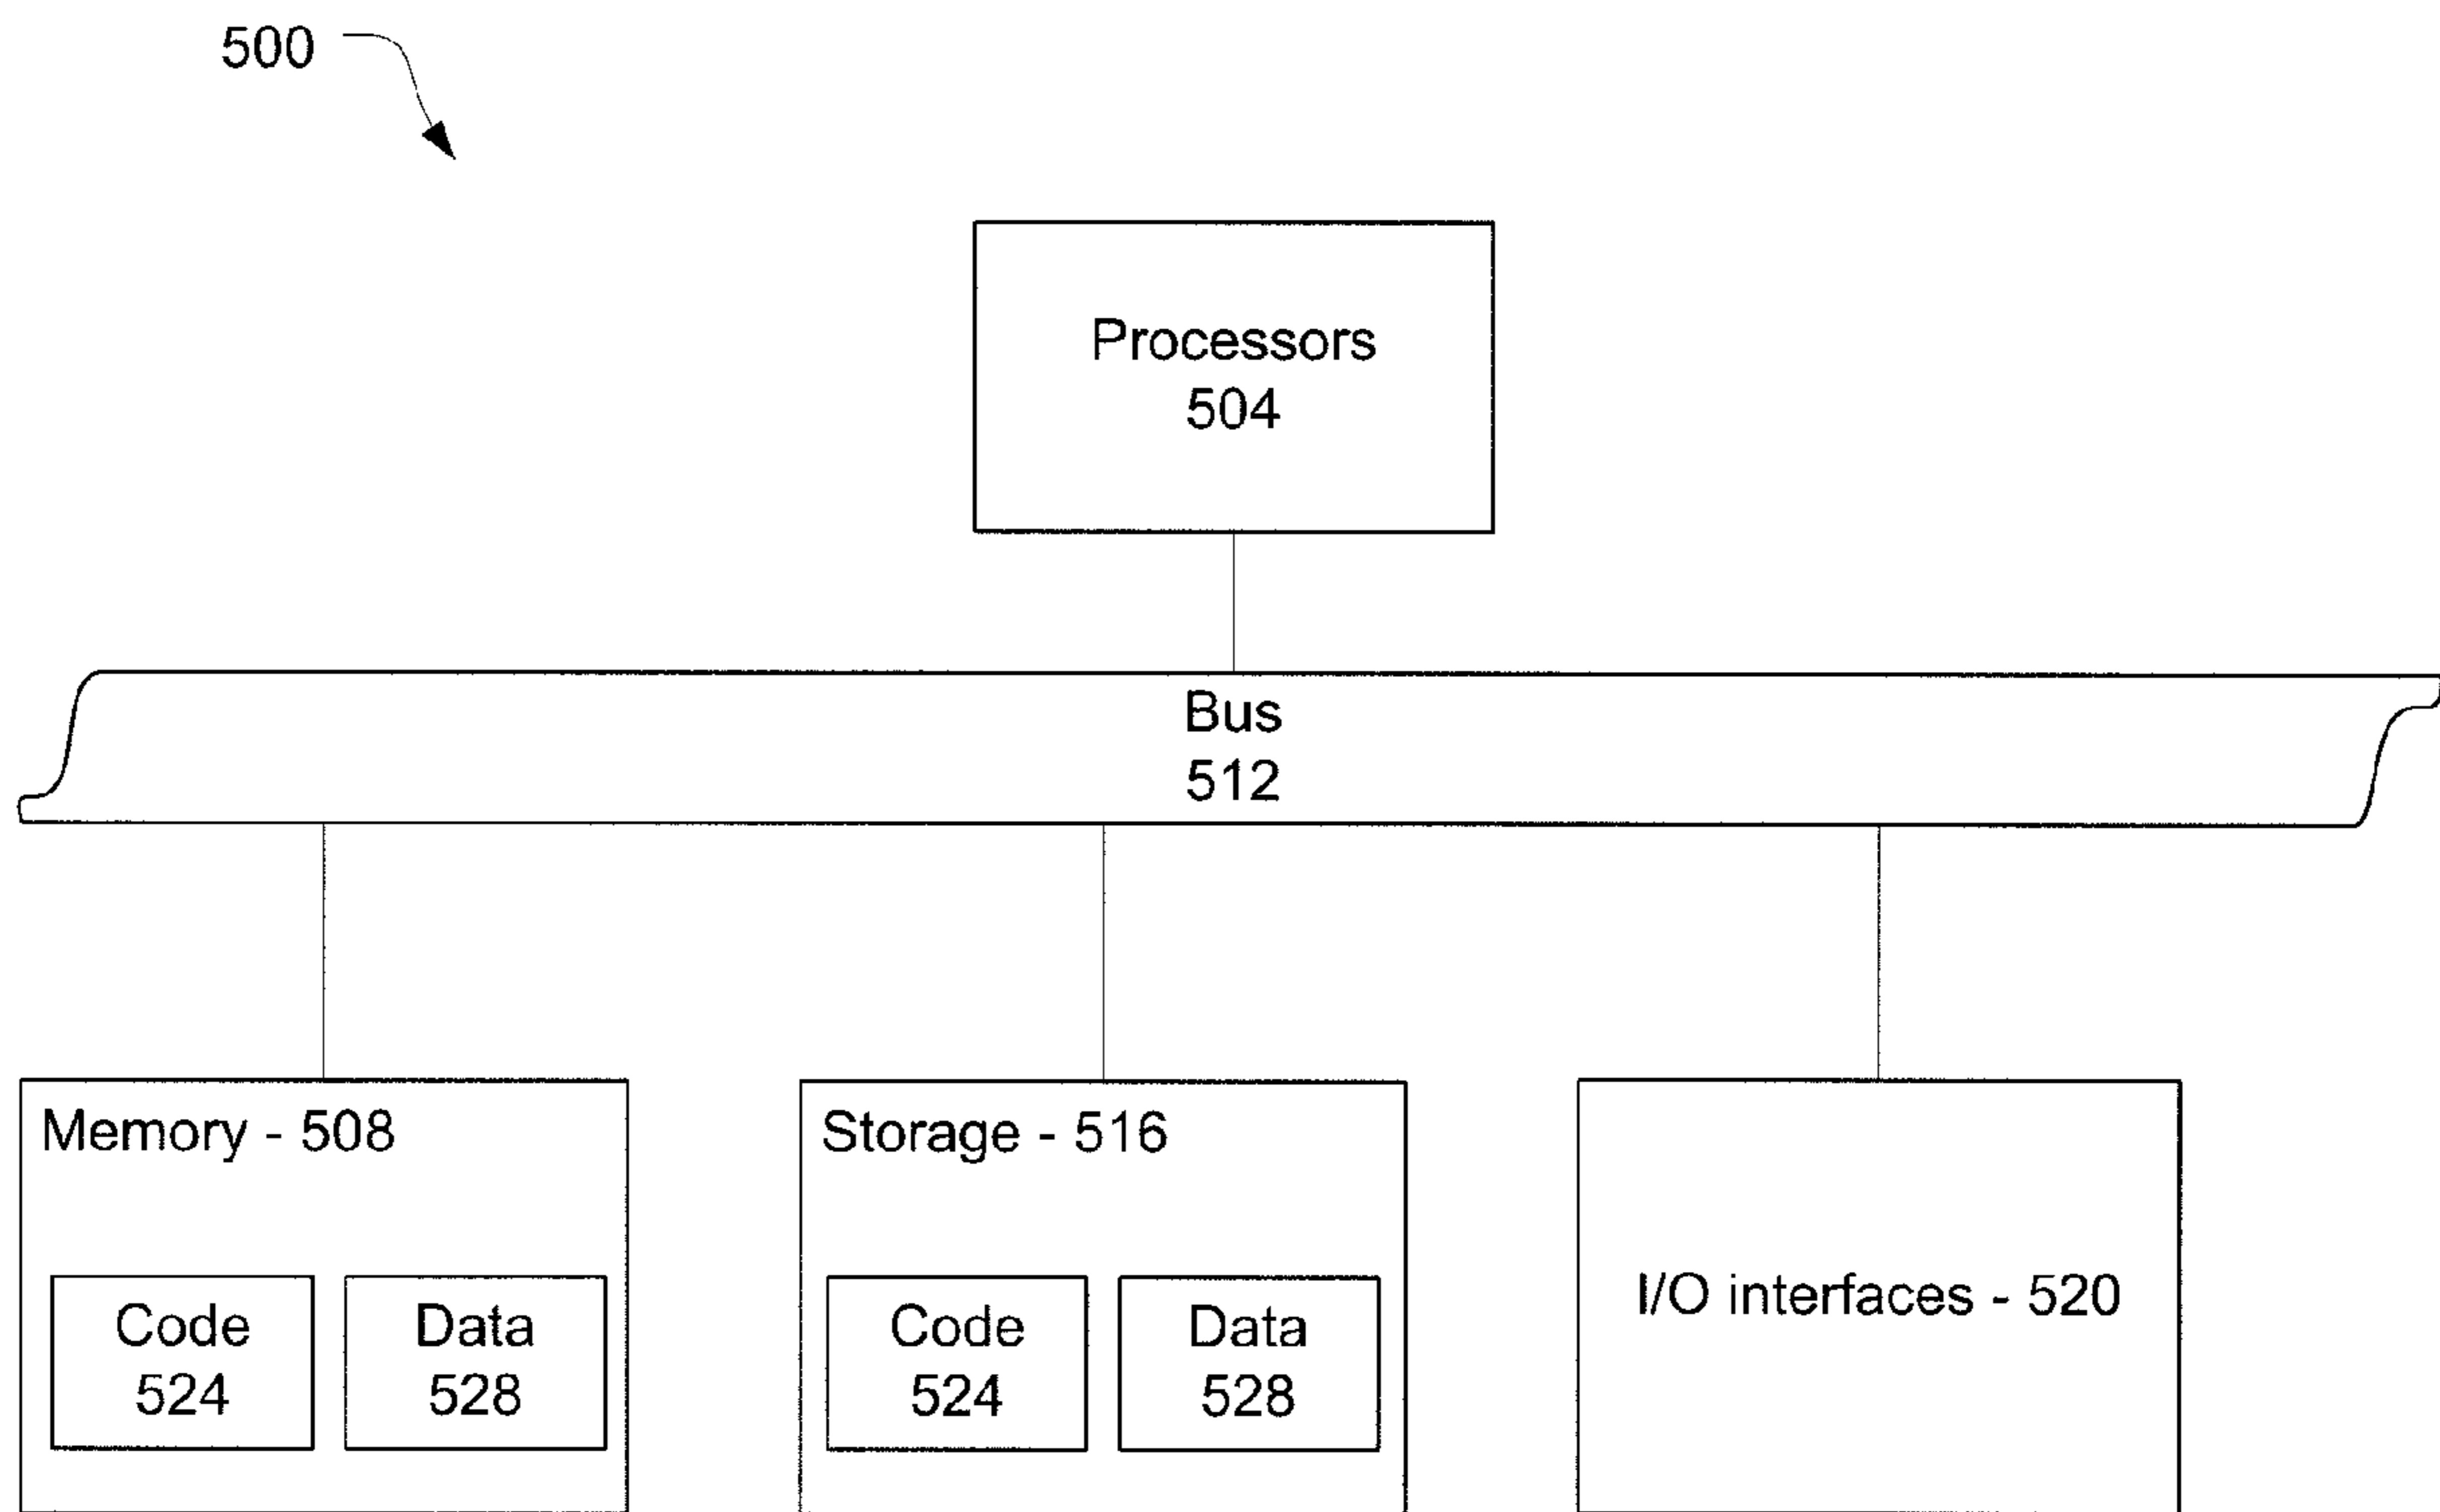 500
Processors
504
Bus
512
Memory - 508
Code
524
Data
528
Storage - 516
Code
524
Data
528
I/O interfaces - 520